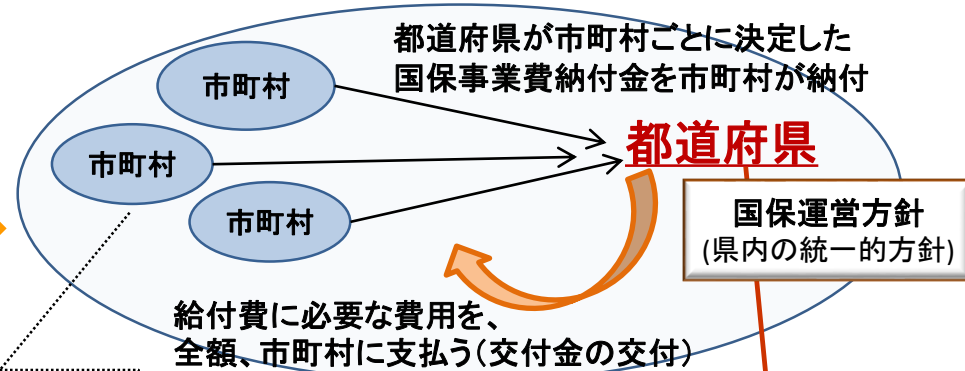 都道府県が市町村ごとに決定した
国保事業費納付金を市町村が納付
市町村
市町村
市町村
都道府県
国保運営方針
(県内の統一的方針)
給付費に必要な費用を、
全額、市町村に支払う(交付金の交付)